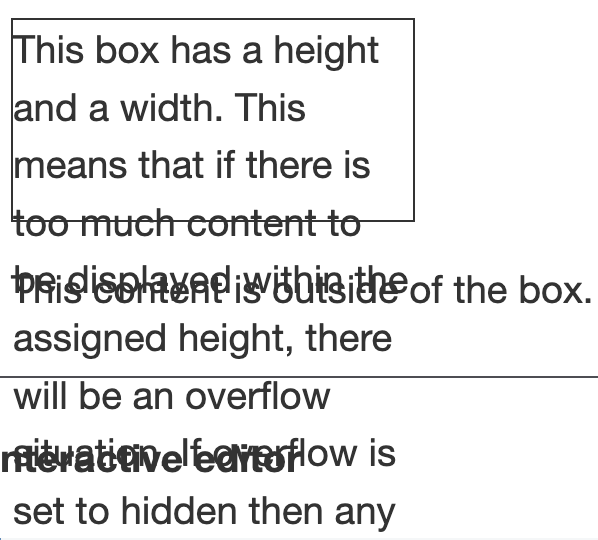 This box has a height
and a width. This
means that if there is
too much content to
be displayed within the
This content is outside of the box.
assigned height, there
will be an overflow
situation. If overflow is
nteractive editor
set to hidden then any